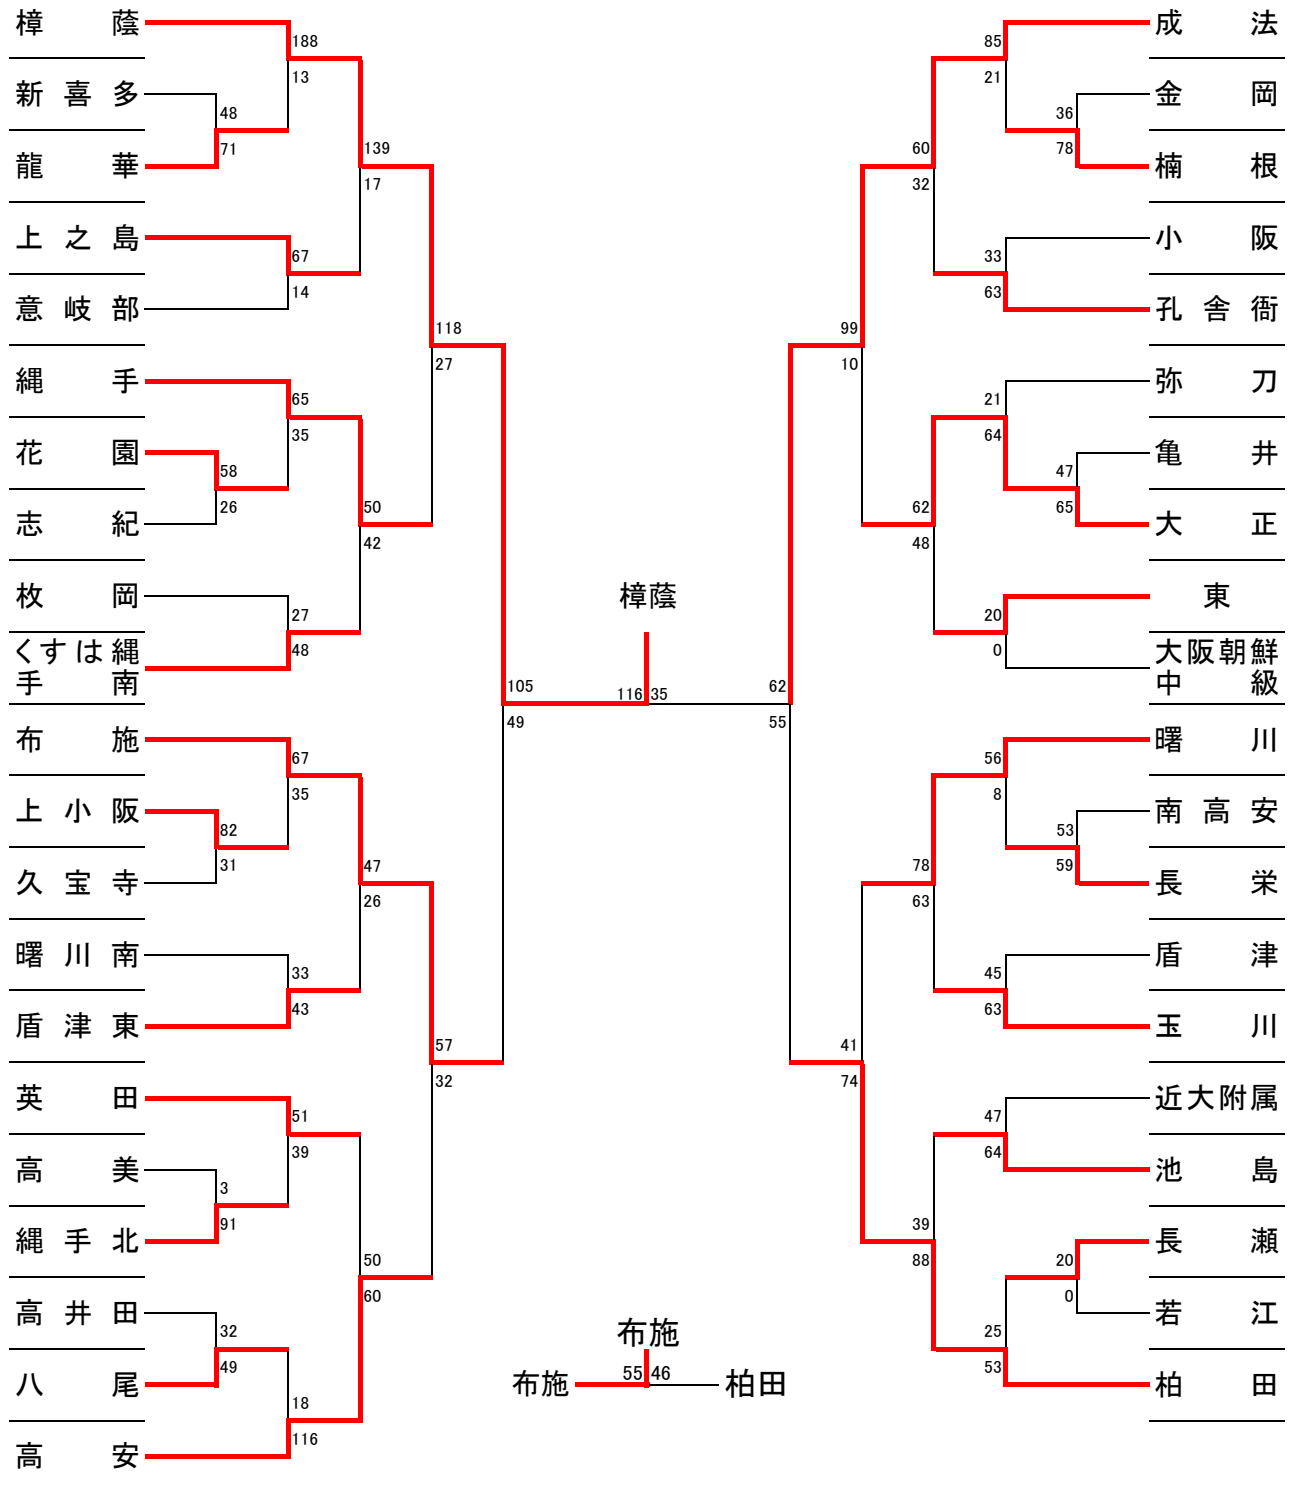 樟蔭
188
13
新喜多
48
71
龍華
139
17
上之島
67
14
意岐部
118
27
縄手
65
35
花園
58
26
志紀
50
42
枚岡
27
48
くすは縄
手南
105
49
布施
67
35
上小阪
82
31
久宝寺
47
26
曙川南
33
43
盾津東
57
32
英田
51
39
高美
3
91
縄手北
50
60
高井田
32
49
八尾
18
116
高安
樟蔭
116 35
布施
55 46
布施 柏田
成法
85
21
金岡
36
78
楠根
60
32
小阪
33
63
孔舎衙
99
10
弥刀
21
64
亀井
47
65
大正
62
48
東
20
0
大阪朝鮮
中級
62
55
曙川
56
8
南高安
53
59
長栄
78
63
盾津
45
63
玉川
41
74
近大附属
47
64
池島
39
88
長瀬
20
0
若江
25
53
柏田